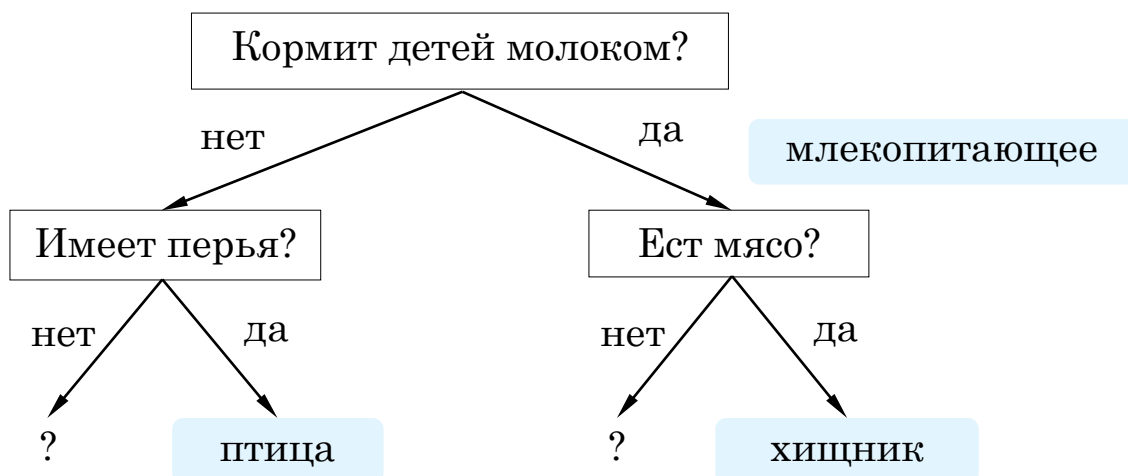 Кормит детей молоком?
нет
да
млекопитающее
Имеет перья?
Ест мясо?
нет
да
нет
да
?
птица
?
хищник